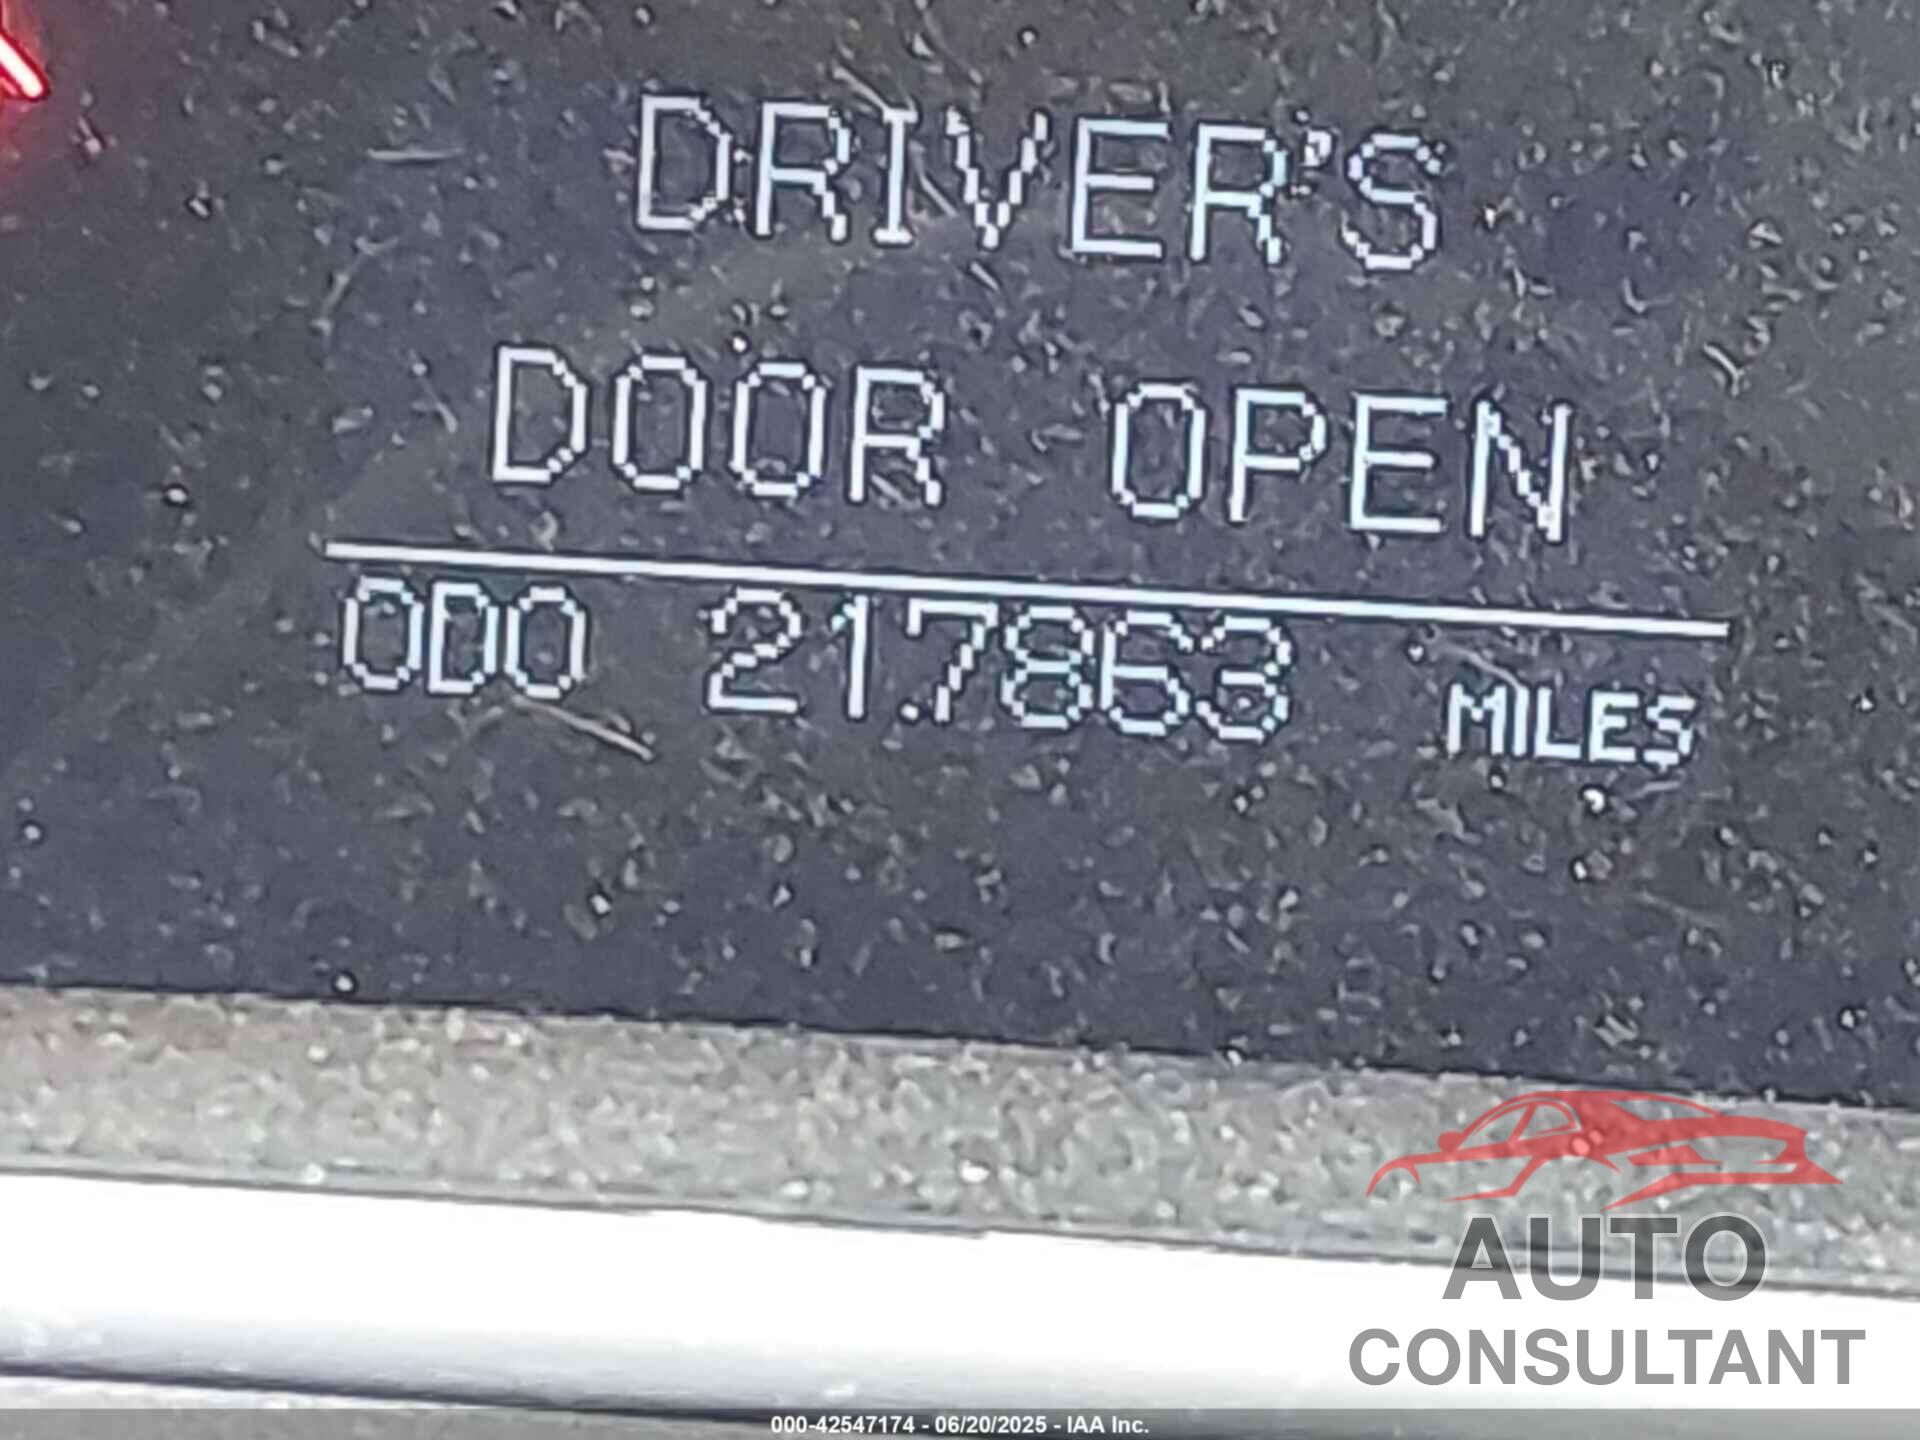 DRIVER'S
DOOR OPEN
ODO 217863 MILES
AUTO
CONSULTANT
000-42547174 - 06/20/2025 - IAA Inc.